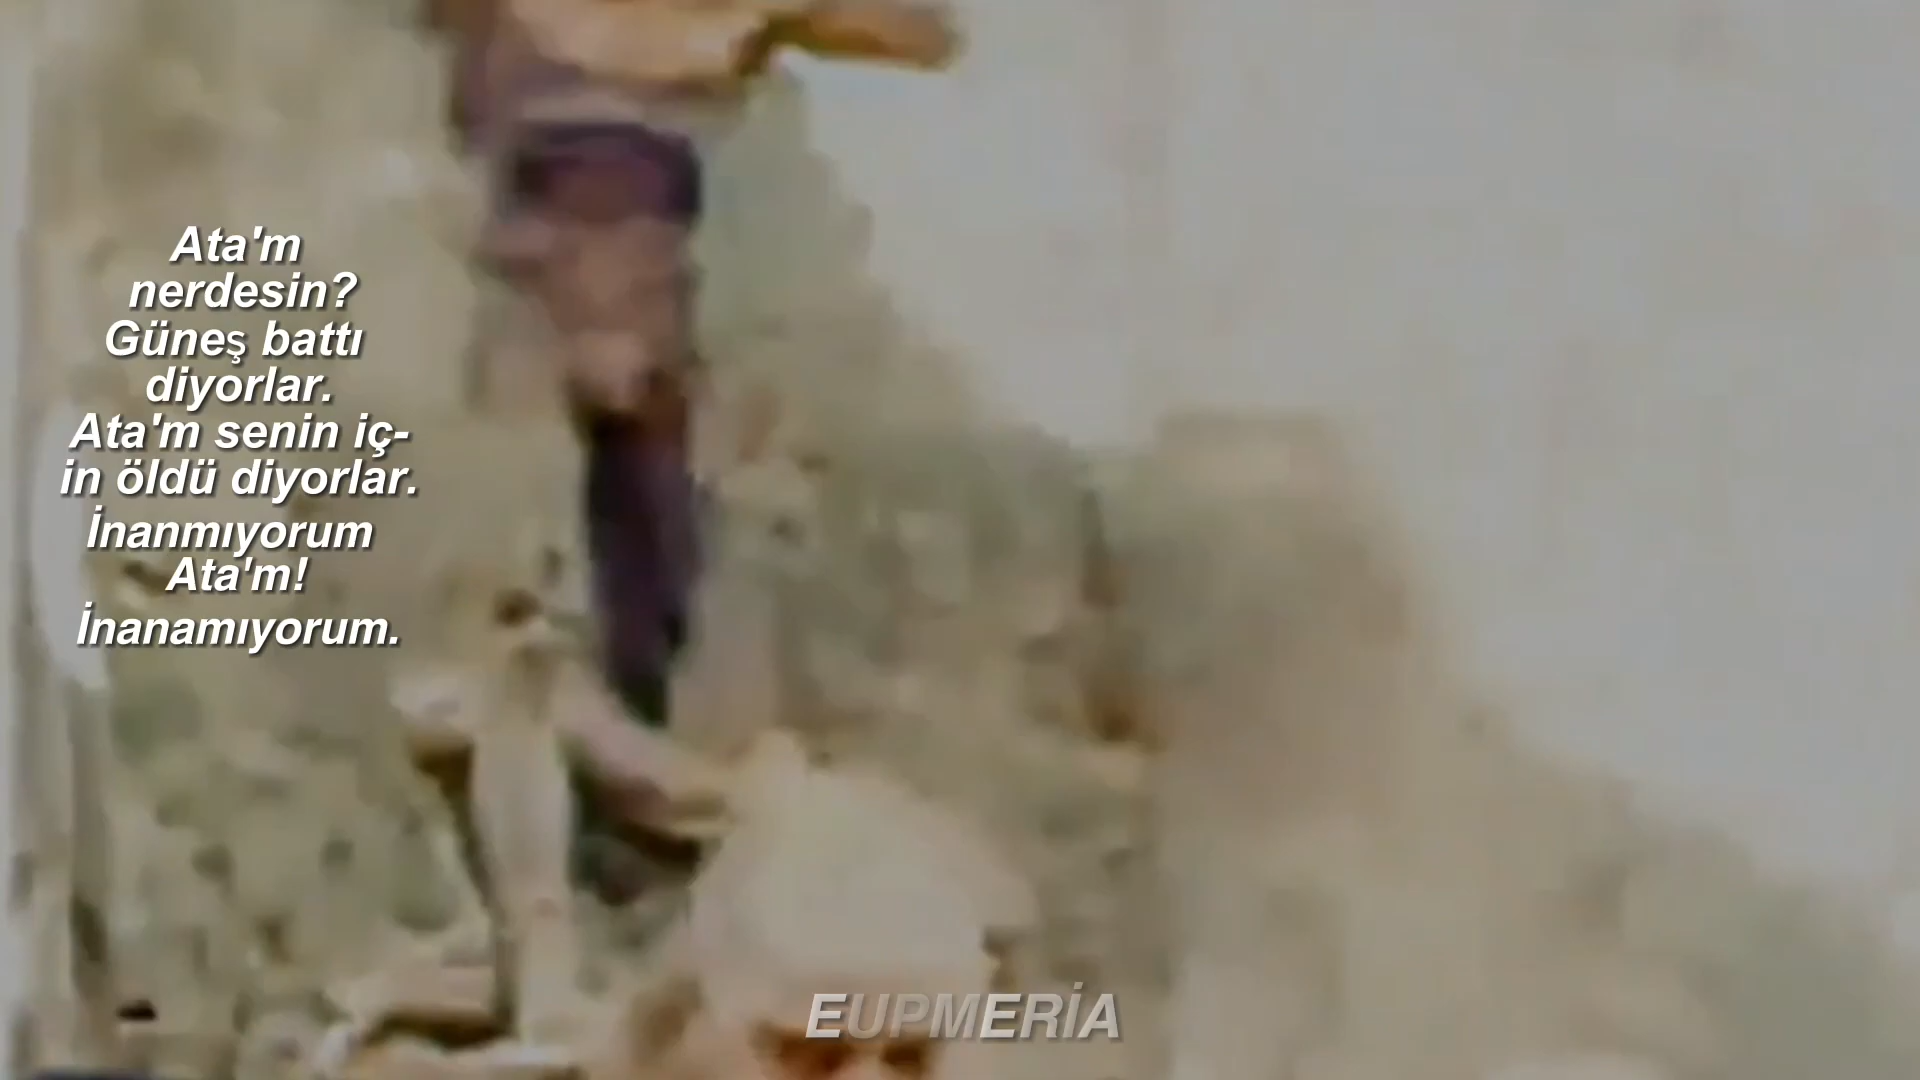 Ata'm
nerdesin?
Güneş battı
diyorlar.
Ata'm senin iç-
in öldü diyorlar.
İnanmıyorum
Ata'm!
İnanamıyorum.
EUPMERİA